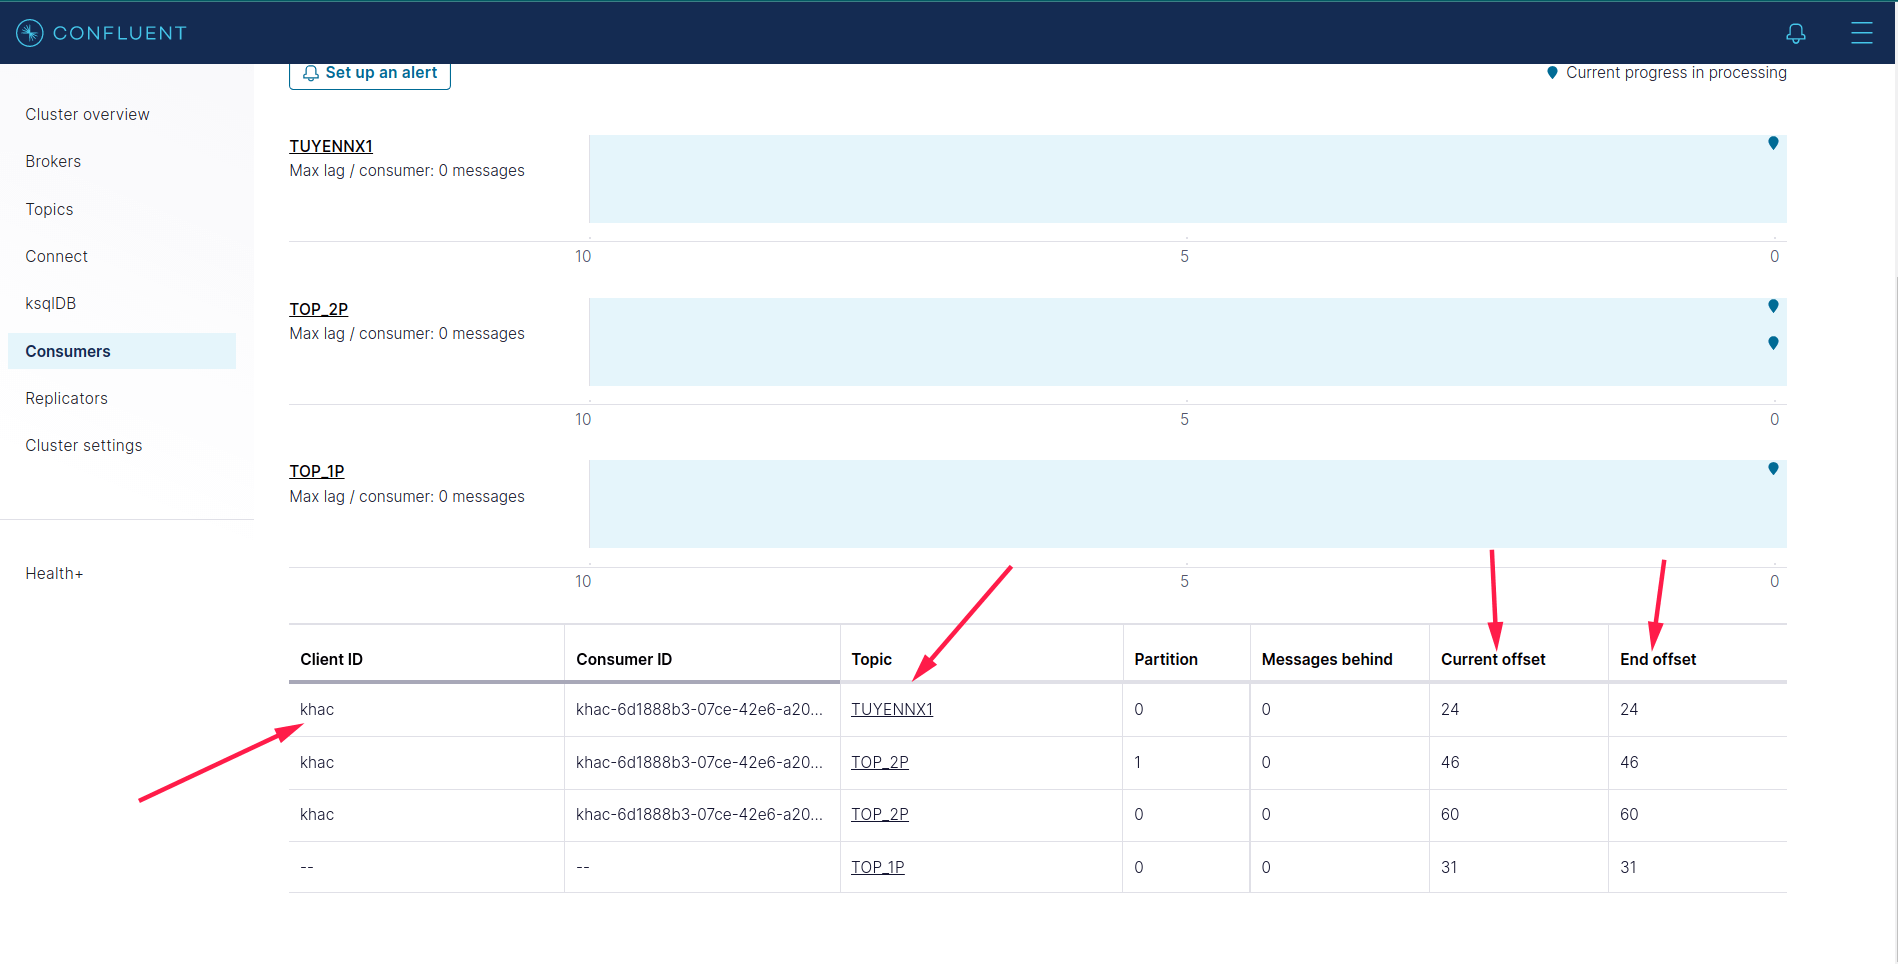 CONFLUENT
Set up an alert
Current progress in processing
Cluster overview
Brokers
Topics
Connect
ksqlDB
Consumers
Replicators
Cluster settings
Health+
TUYENNX1
Max lag / consumer: 0 messages
10 5 0
TOP_2P
Max lag / consumer: 0 messages
10 5 0
TOP_1P
Max lag / consumer: 0 messages
10 5 0
Client ID Consumer ID Topic Partition Messages behind Current offset End offset
khac khac-6d1888b3-07ce-42e6-a20... TUYENNX1 0 0 24 24
khac khac-6d1888b3-07ce-42e6-a20... TOP_2P 1 0 46 46
khac khac-6d1888b3-07ce-42e6-a20... TOP_2P 0 0 60 60
-- -- TOP_1P 0 0 31 31